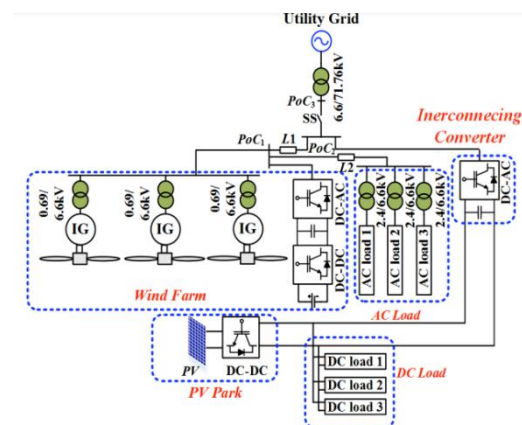 Utility Grid
6.6/71.76kV
PoC3
SS
Inerconnecing
Converter
PoC1
L1
PoC2
L2
DC-AC
0.69/
6.6kV
0.69/
6.6kV
0.69/
6.6kV
IG
IG
IG
DC-AC
DC-DC
2.4/6.6kV
2.4/6.6kV
2.4/6.6kV
AC load 1
AC load 2
AC load 3
Wind Farm
AC Load
PV
DC-DC
PV Park
DC load 1
DC load 2
DC load 3
DC Load